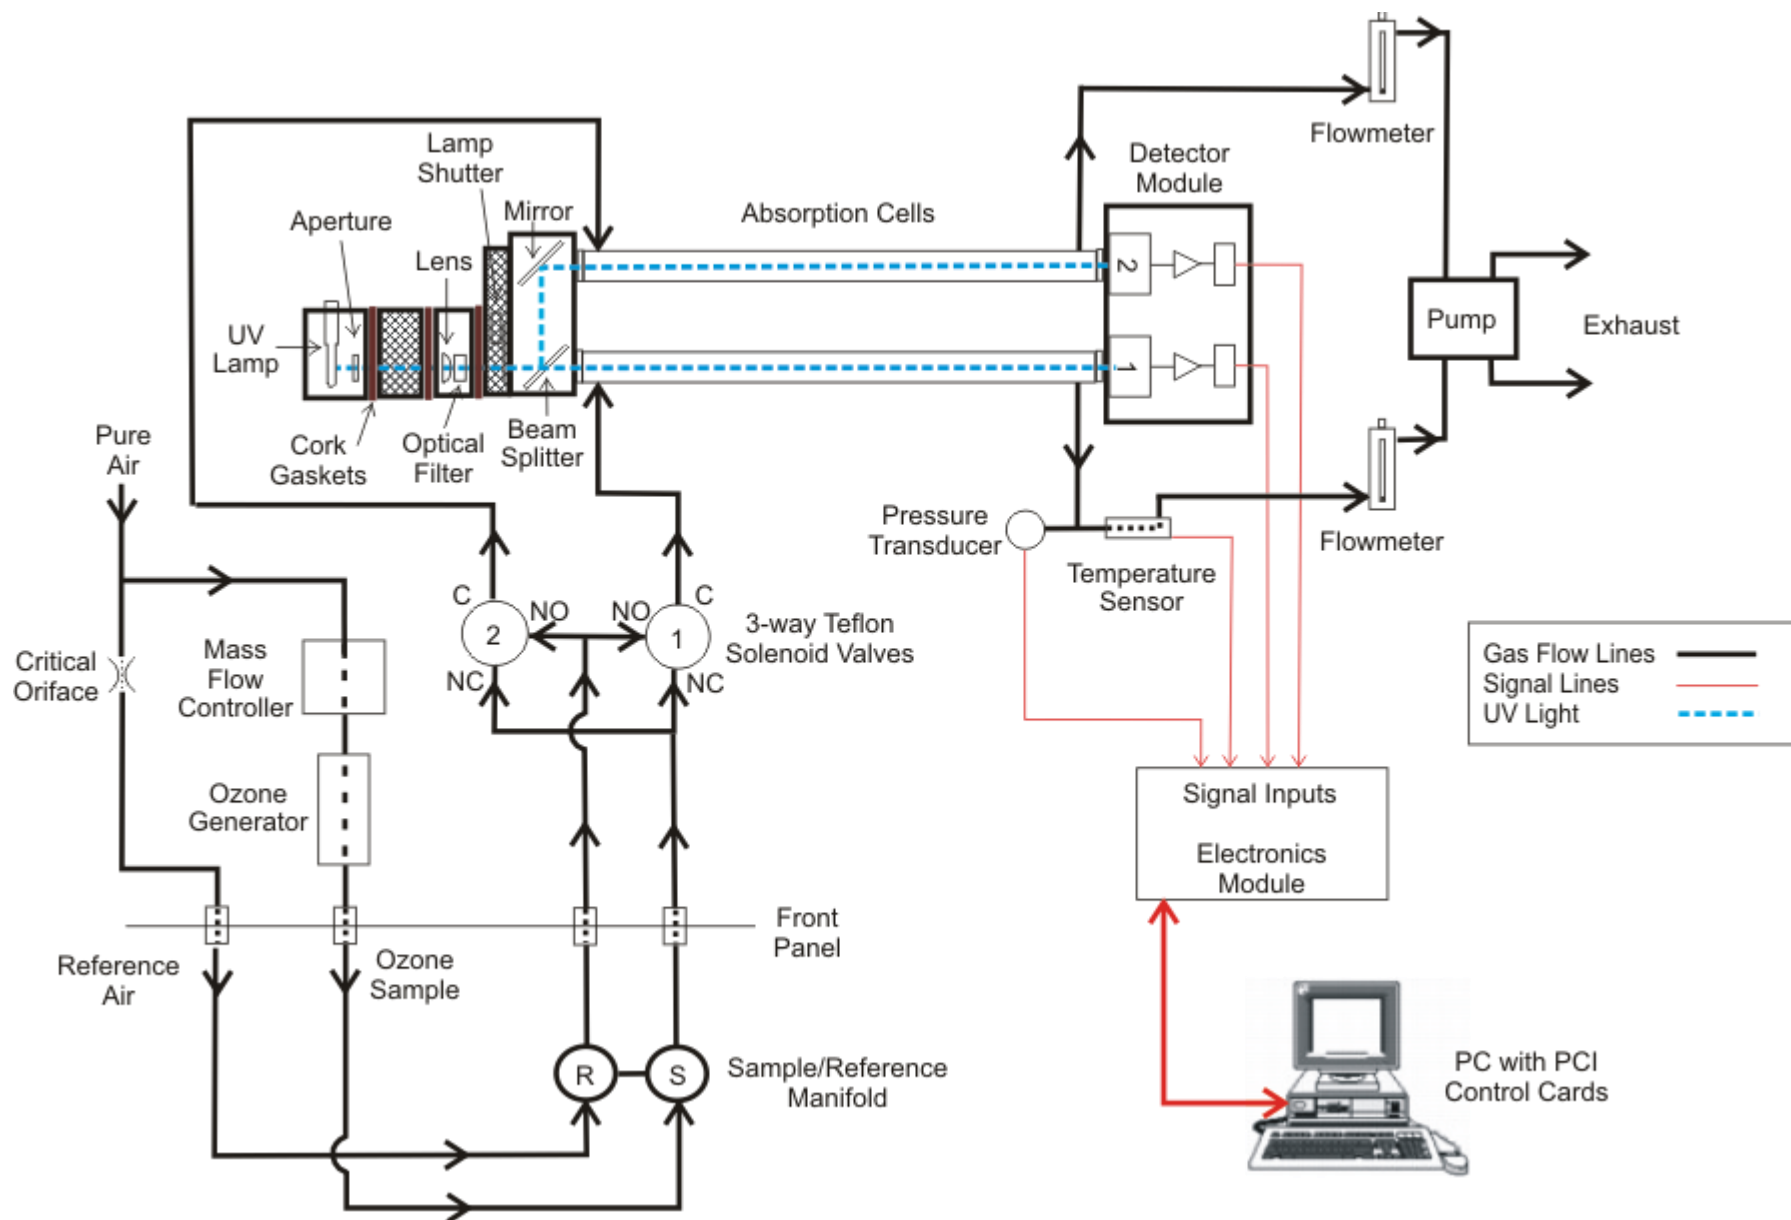 Lamp
Shutter
Mirror
Aperture
Lens
UV
Lamp
Cork
Gaskets
Optical
Filter
Beam
Splitter
Absorption Cells
Detector
Module
2
1
Flowmeter
Pump
Exhaust
Flowmeter
Pure
Air
Pressure
Transducer
Temperature
Sensor
C
NO
NO
C
2
1
NC
NC
3-way Teflon
Solenoid Valves
Critical
Oriface
Mass
Flow
Controller
Ozone
Generator
Gas Flow Lines
Signal Lines
UV Light
Signal Inputs
Electronics
Module
Front
Panel
Reference
Air
Ozone
Sample
R
S
Sample/Reference
Manifold
PC with PCI
Control Cards